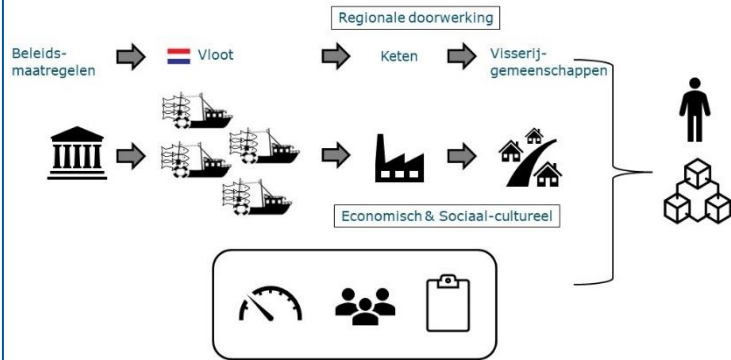 Regionale doorwerking
Beleids-
maatregelen
Vloot
Keten
Visserij-
gemeenschappen
Economisch & Sociaal-cultureel